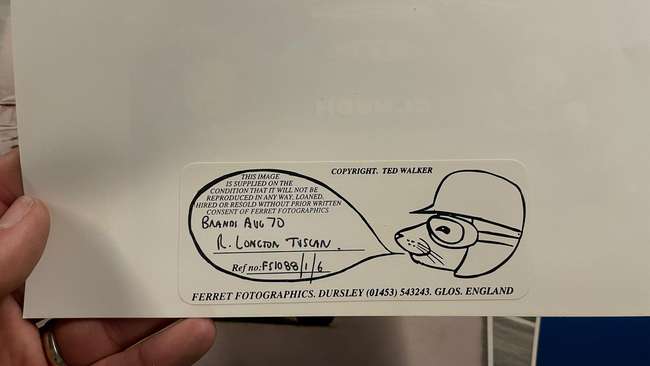 COPYRIGHT. TED WALKER
THIS IMAGE
IS SUPPLIED ON THE
CONDITION THAT IT WILL NOT BE
REPRODUCED IN ANY WAY, LOANED,
HIRED OR RESOLD WITHOUT PRIOR WRITTEN
CONSENT OF FERRET FOTOGRAPHICS
BRANDS AUG 70
R. LONGTON TUSCAN.
Ref no: FS1088/1/6
FERRET FOTOGRAPHICS. DURSLEY (01453) 543243. GLOS. ENGLAND